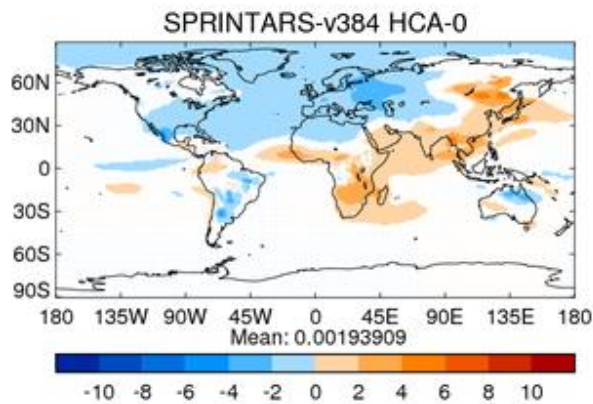 SPRINTARS-v384 HCA-0
60N
30N
0
30S
60S
90S
180 135W 90W 45W 0 45E 90E 135E 180
Mean: 0.00193909
-10 -8 -6 -4 -2 0 2 4 6 8 10